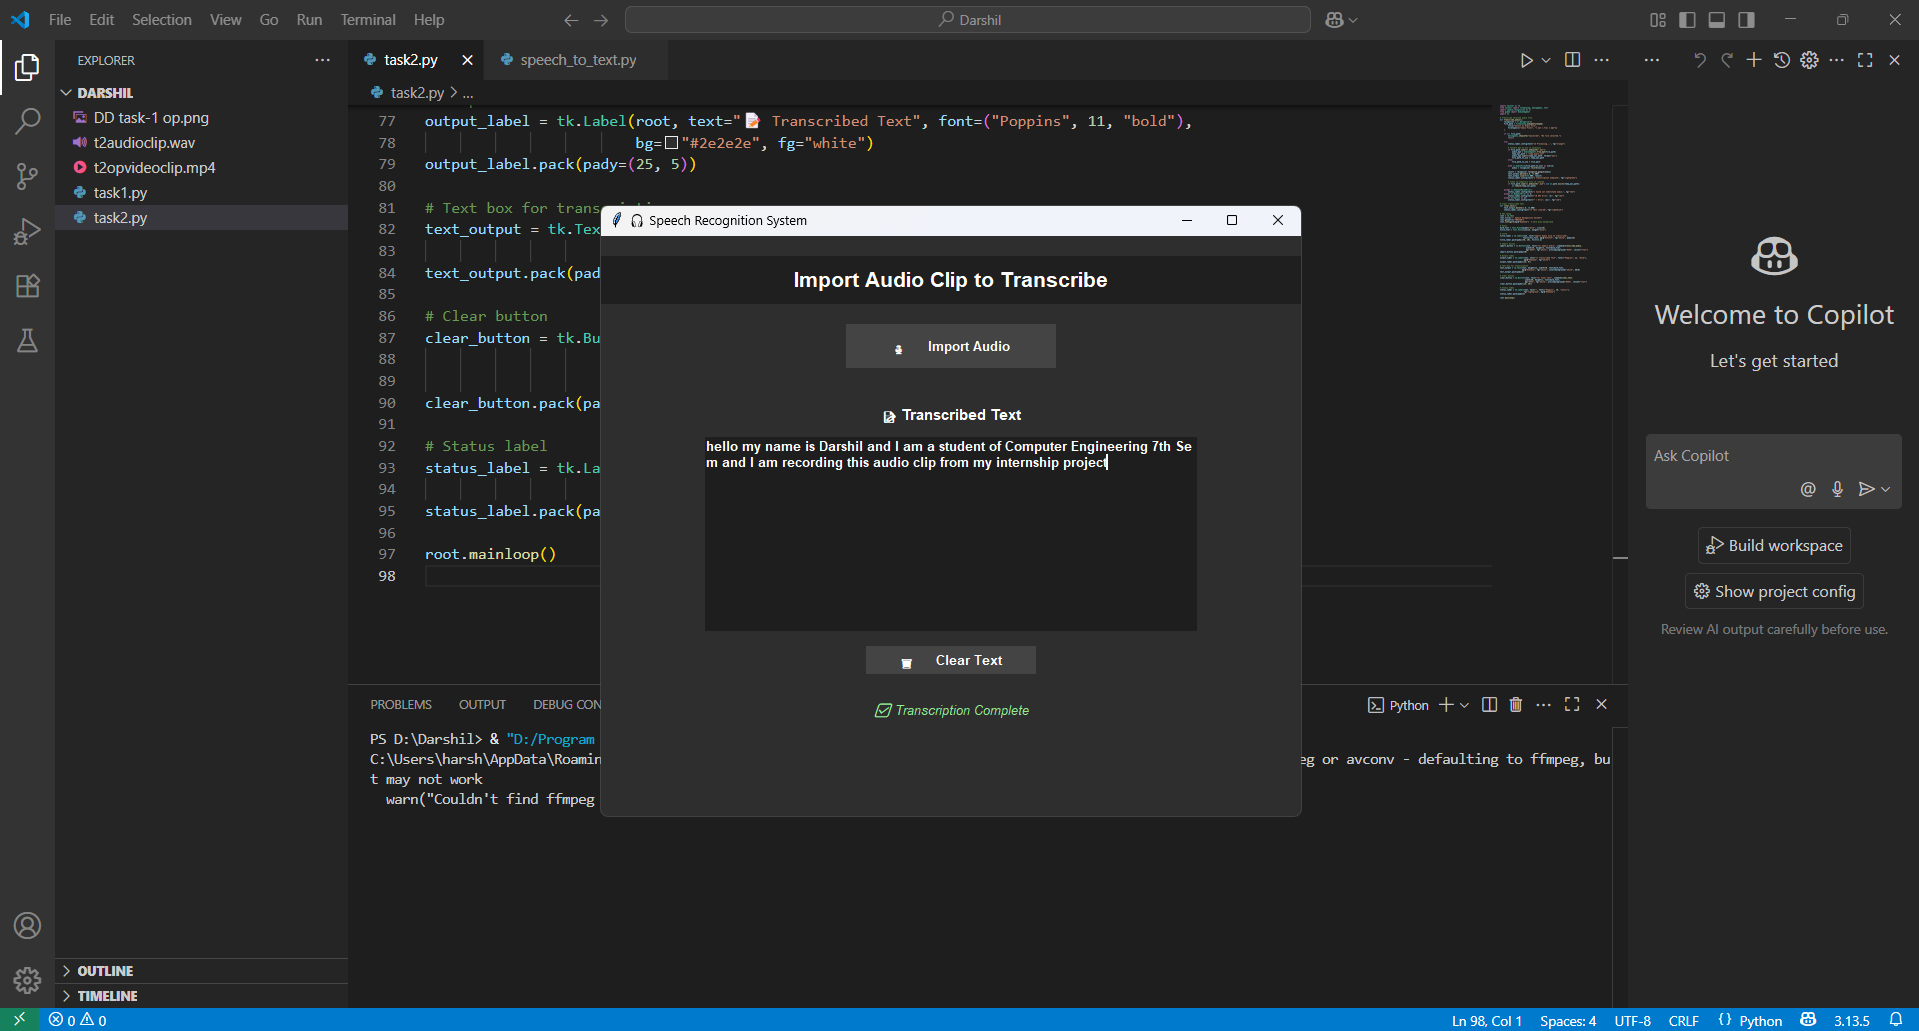 File Edit Selection View Go Run Terminal Help
Darshil
EXPLORER
DARSHIL
DD task-1 op.png
t2audioclip.wav
t2opvideoclip.mp4
task1.py
task2.py
OUTLINE
TIMELINE
task2.py
speech_to_text.py
task2.py > ...
77 output_label = tk.Label(root, text="📝 Transcribed Text", font=("Poppins", 11, "bold"),
78 bg="#2e2e2e", fg="white")
79 output_label.pack(pady=(25, 5))
80
81 # Text box for trans
82 text_output = tk.Tex
83
84 text_output.pack(pad
85
86 # Clear button
87 clear_button = tk.Bu
88
89
90 clear_button.pack(pa
91
92 # Status label
93 status_label = tk.La
94
95 status_label.pack(pa
96
97 root.mainloop()
98
Speech Recognition System
Import Audio Clip to Transcribe
Import Audio
Transcribed Text
hello my name is Darshil and I am a student of Computer Engineering 7th Se
m and I am recording this audio clip from my internship project
Clear Text
Transcription Complete
PROBLEMS OUTPUT DEBUG CON
Python
PS D:\Darshil> & "D:/Program
C:\Users\harsh\AppData\Roamin eg or avconv - defaulting to ffmpeg, bu
t may not work
warn("Couldn't find ffmpeg
Welcome to Copilot
Let's get started
Ask Copilot
Build workspace
Show project config
Review AI output carefully before use.
0 0
Ln 98, Col 1 Spaces: 4 UTF-8 CRLF {} Python 3.13.5